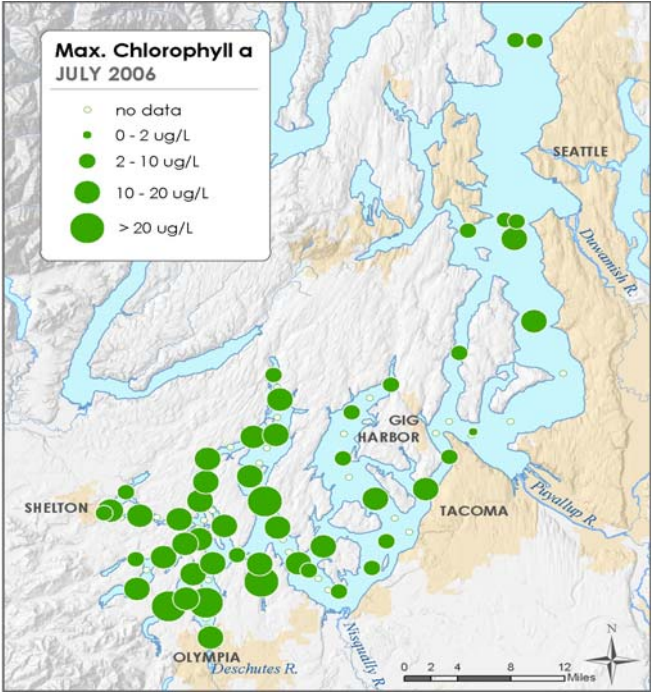 Max. Chlorophyll a
JULY 2006
no data
0 - 2 ug/L
2 - 10 ug/L
10 - 20 ug/L
> 20 ug/L
SEATTLE
Duwamish R.
GIG
HARBOR
SHELTON
TACOMA
Puyallup R.
OLYMPIA
Deschutes R.
Nisqually R.
N
0 2 4 8 12
Miles